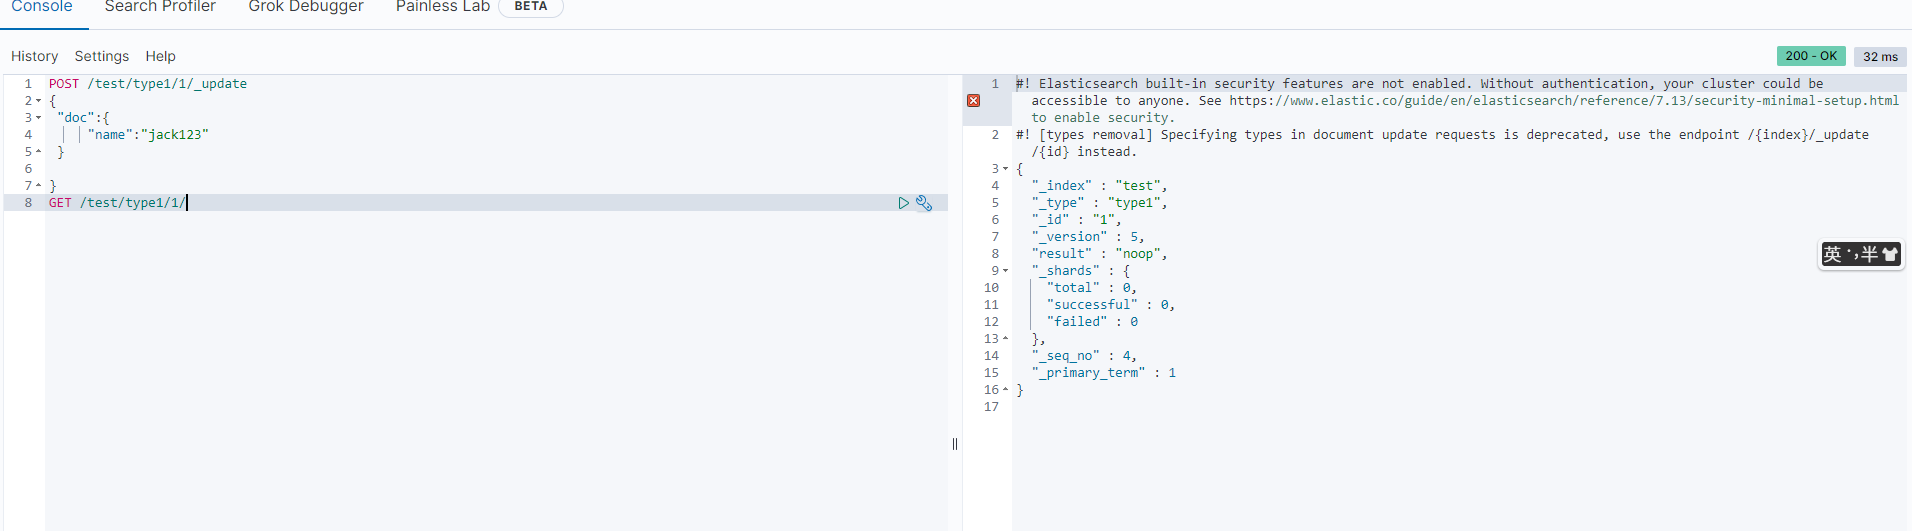 Console Search Profiler Grok Debugger Painless Lab BETA
History Settings Help
200 - OK 32 ms
1 POST /test/type1/1/_update
2 {
3 "doc":{
4 "name":"jack123"
5 }
6
7 }
8 GET /test/type1/1/
1 #! Elasticsearch built-in security features are not enabled. Without authentication, your cluster could be
accessible to anyone. See https://www.elastic.co/guide/en/elasticsearch/reference/7.13/security-minimal-setup.html
to enable security.
2 #! [types removal] Specifying types in document update requests is deprecated, use the endpoint /{index}/_update
/{id} instead.
3 {
4 "_index" : "test",
5 "_type" : "type1",
6 "_id" : "1",
7 "_version" : 5,
8 "result" : "noop",
9 "_shards" : {
10 "total" : 0,
11 "successful" : 0,
12 "failed" : 0
13 },
14 "_seq_no" : 4,
15 "_primary_term" : 1
16 }
17
英 ·, 半